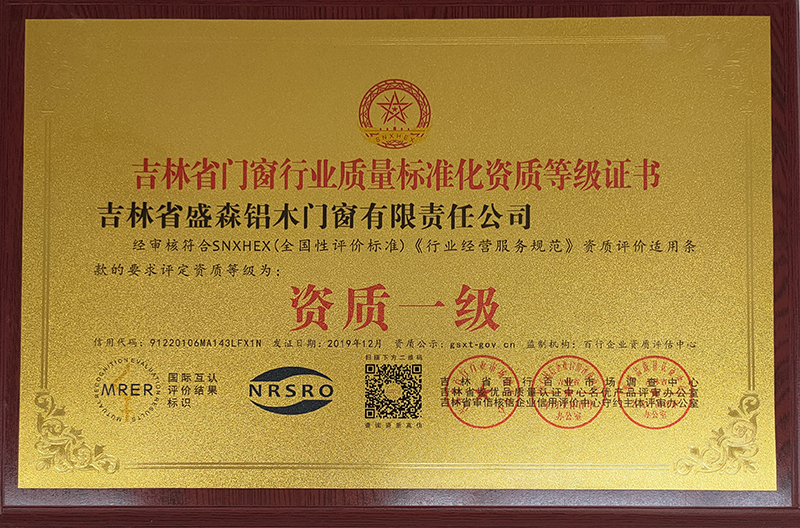 SNXHEX
吉林省门窗行业质量标准化资质等级证书
吉林省盛森铝木门窗有限责任公司
经审核符合SNXHEX(全国性评价标准)《行业经营服务规范》资质评价适用条
款的要求评定资质等级为：
资质一级
信用代码：91220106MA143LFX1N 发证日期：2019年12月 资质公示：gsxt-gov.cn 监制机构：百行企业资质评估中心
MRER
国际互认
评价结果
标识
NRSRO
扫描下方二维码
吉林省百行百业市场调查中心
吉林省省优品质量认证中心名优产品评审办公室
吉林省审信核信企业信用评价中心守约主体评审办公室